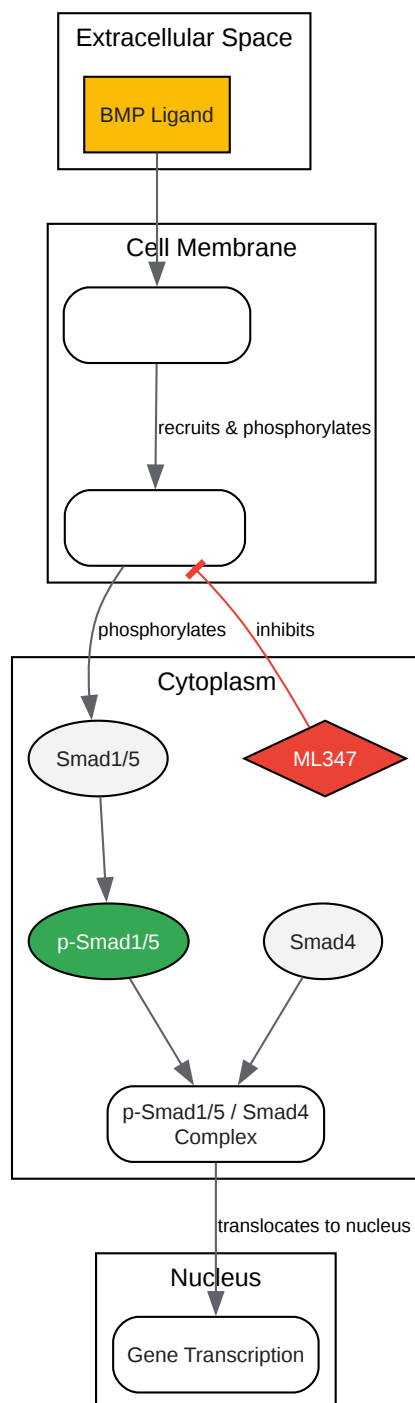 Extracellular Space
BMP Ligand
Cell Membrane
recruits & phosphorylates
phosphorylates
inhibits
Cytoplasm
Smad1/5
ML347
p-Smad1/5
Smad4
p-Smad1/5 / Smad4
Complex
translocates to nucleus
Nucleus
Gene Transcription